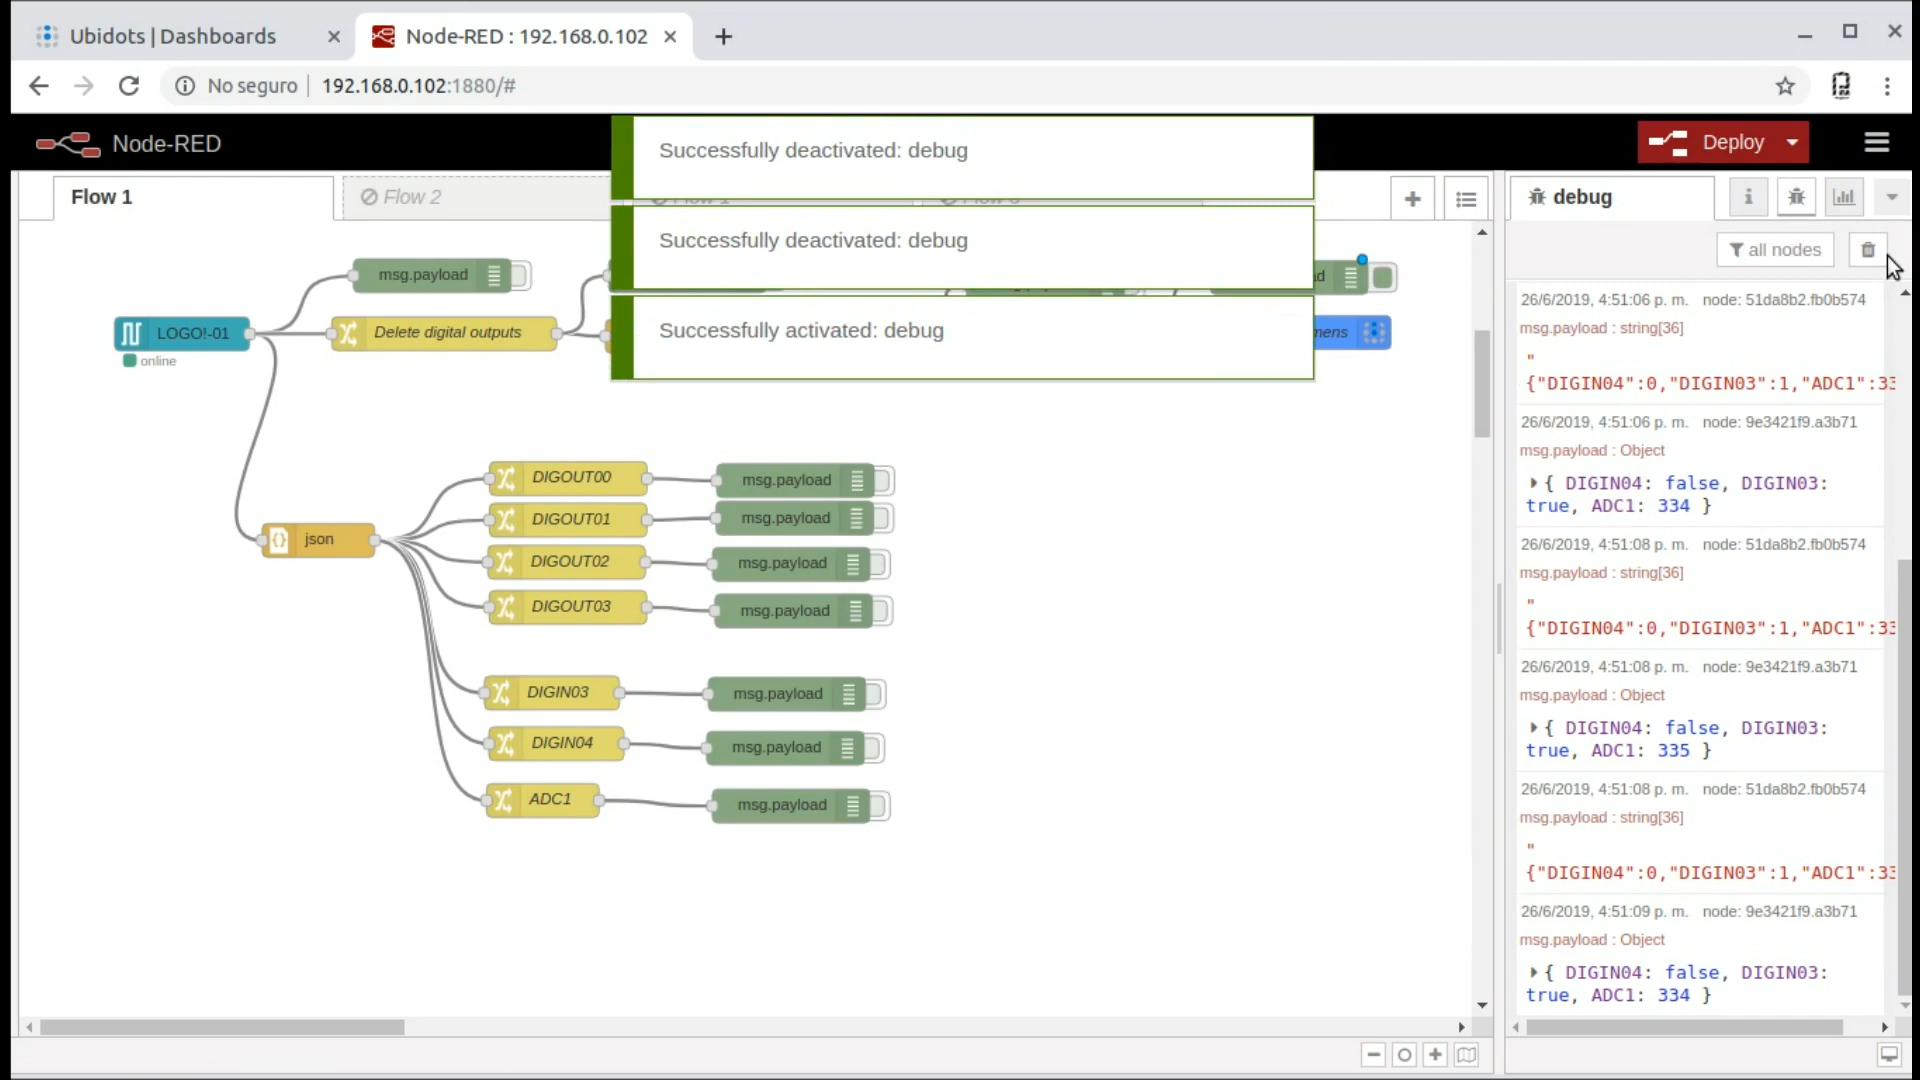 Ubidots | Dashboards
Node-RED : 192.168.0.102
No seguro
192.168.0.102:1880/#
Node-RED
Deploy
Successfully deactivated: debug
Successfully deactivated: debug
Successfully activated: debug
Flow 1
Flow 2
debug
i
all nodes
msg.payload
LOGO!-01
online
Delete digital outputs
json
DIGOUT00
msg.payload
DIGOUT01
msg.payload
DIGOUT02
msg.payload
DIGOUT03
msg.payload
DIGIN03
msg.payload
DIGIN04
msg.payload
ADC1
msg.payload
26/6/2019, 4:51:06 p. m. node: 51da8b2.fb0b574
msg.payload : string[36]
"
{"DIGIN04":0,"DIGIN03":1,"ADC1":33
26/6/2019, 4:51:06 p. m. node: 9e3421f9.a3b71
msg.payload : Object
{ DIGIN04: false, DIGIN03:
true, ADC1: 334 }
26/6/2019, 4:51:08 p. m. node: 51da8b2.fb0b574
msg.payload : string[36]
"
{"DIGIN04":0,"DIGIN03":1,"ADC1":33
26/6/2019, 4:51:08 p. m. node: 9e3421f9.a3b71
msg.payload : Object
{ DIGIN04: false, DIGIN03:
true, ADC1: 335 }
26/6/2019, 4:51:08 p. m. node: 51da8b2.fb0b574
msg.payload : string[36]
"
{"DIGIN04":0,"DIGIN03":1,"ADC1":33
26/6/2019, 4:51:09 p. m. node: 9e3421f9.a3b71
msg.payload : Object
{ DIGIN04: false, DIGIN03:
true, ADC1: 334 }